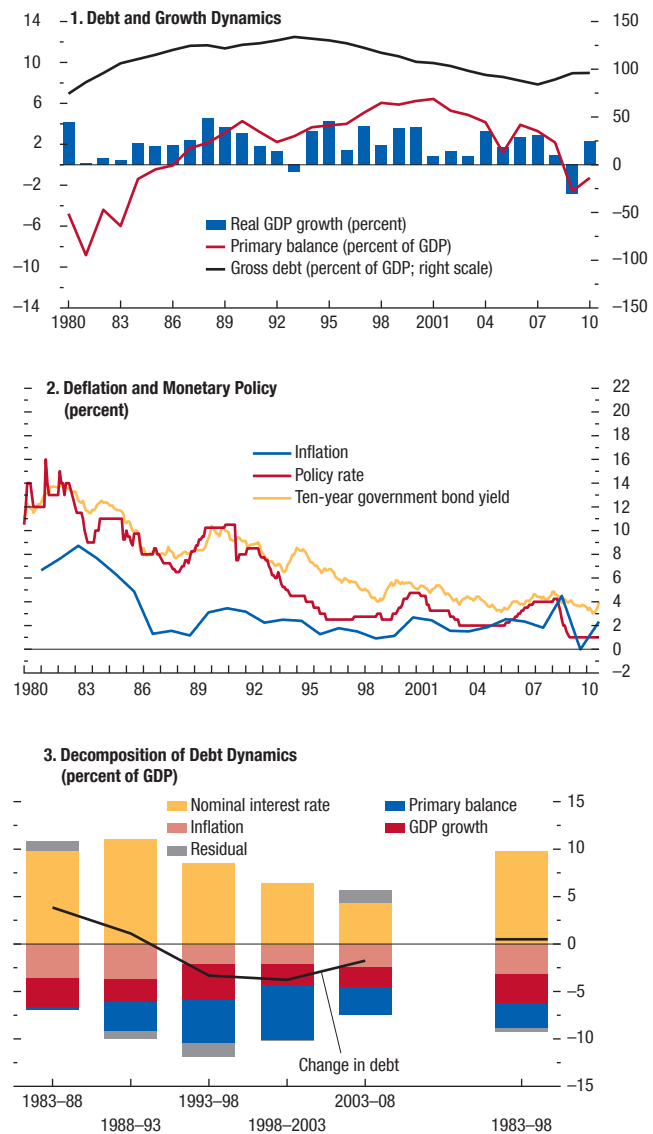 1. Debt and Growth Dynamics
14 150
10 100
6 50
2 0
–2 –50
–6 –100
–10
–14 –150
Real GDP growth (percent)
Primary balance (percent of GDP)
Gross debt (percent of GDP; right scale)
1980 83 86 89 92 95 98 2001 04 07 10
2. Deflation and Monetary Policy
(percent)
Inflation
Policy rate
Ten-year government bond yield
22
20
18
16
14
12
10
8
6
4
2
0
–2
1980 83 86 89 92 95 98 2001 04 07 10
3. Decomposition of Debt Dynamics
(percent of GDP)
Nominal interest rate Primary balance
Inflation GDP growth
Residual
15
10
5
0
–5
–10
–15
Change in debt
1983–88 1993–98 2003–08 1983–98
1988–93 1998–2003